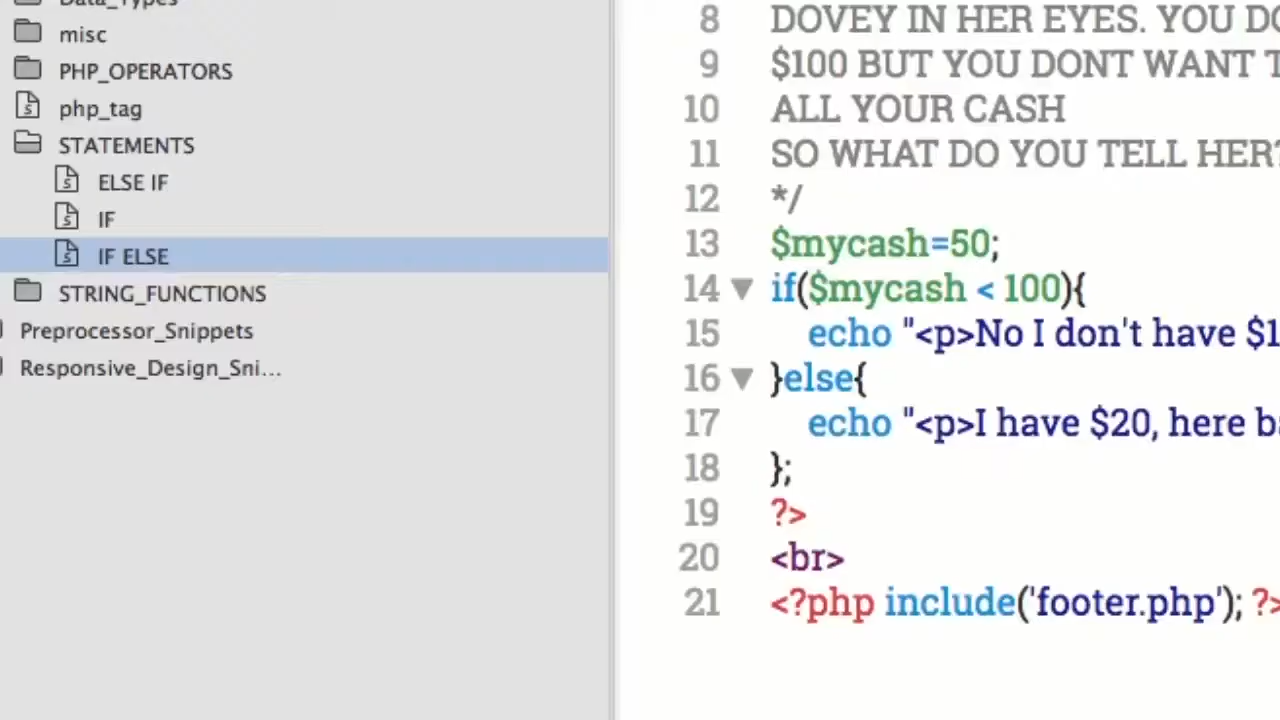 Data_Types
misc
PHP_OPERATORS
php_tag
STATEMENTS
ELSE IF
IF
IF ELSE
STRING_FUNCTIONS
Preprocessor_Snippets
Responsive_Design_Sni...
8 DOVEY IN HER EYES. YOU
9 $100 BUT YOU DONT WANT
10 ALL YOUR CASH
11 SO WHAT DO YOU TELL HER?
12 */
13 $mycash=50;
14 if($mycash < 100){
15 echo "<p>No I don't have $1
16 }else{
17 echo "<p>I have $20, here
18 };
19 ?>
20 <br>
21 <?php include('footer.php'); ?>